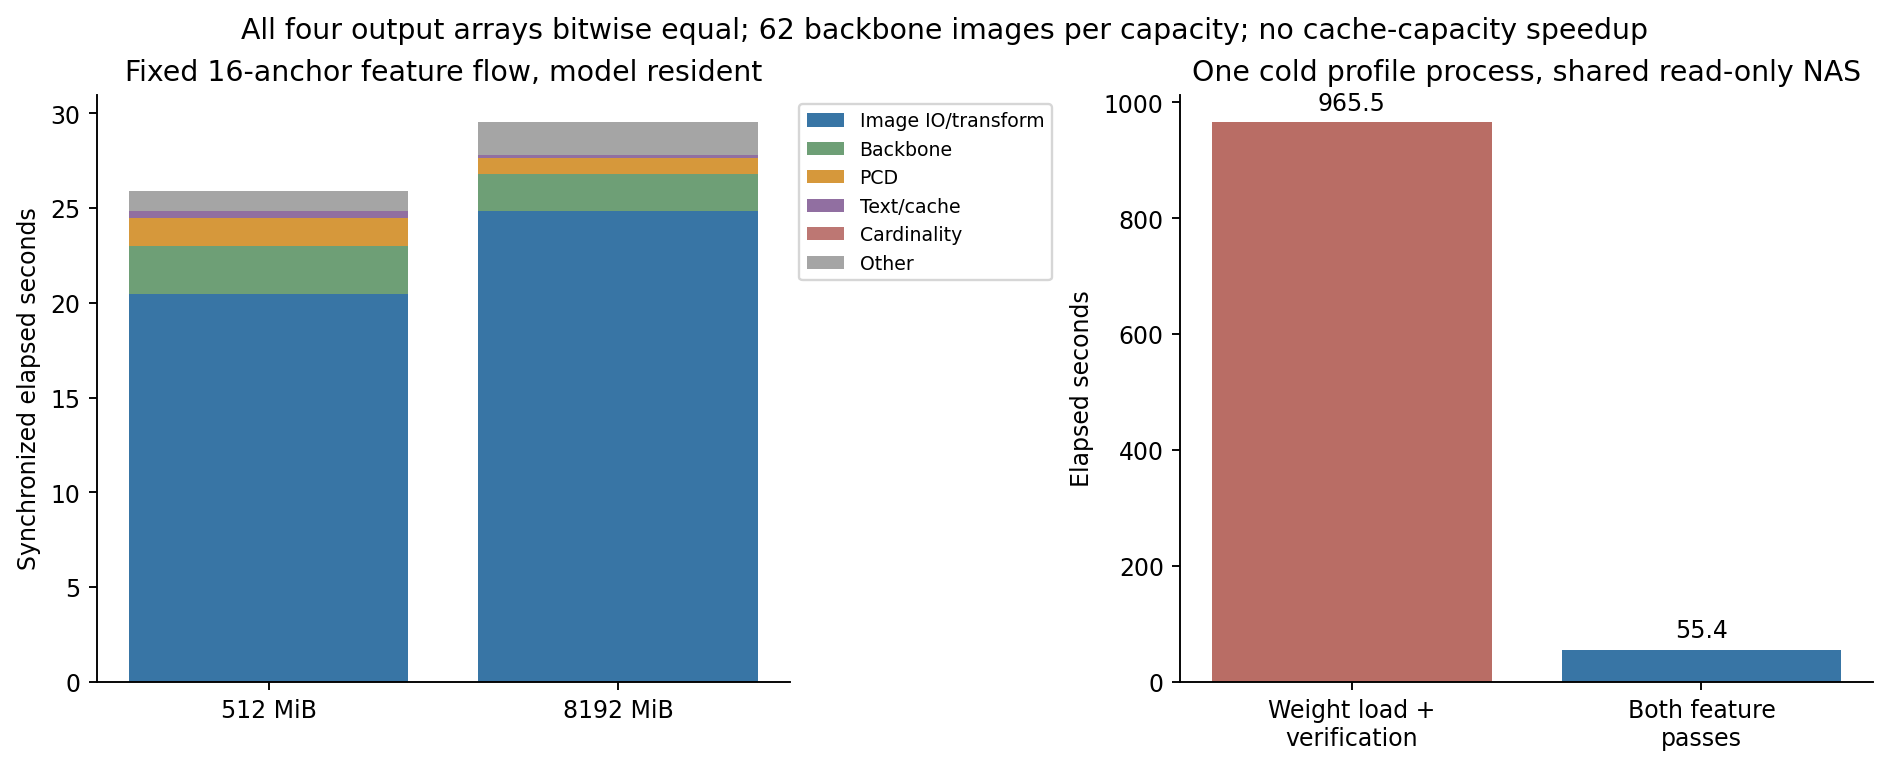 All four output arrays bitwise equal; 62 backbone images per capacity; no cache-capacity speedup
Fixed 16-anchor feature flow, model resident
Synchronized elapsed seconds
30
25
20
15
10
5
0
512 MiB
8192 MiB
Image IO/transform
Backbone
PCD
Text/cache
Cardinality
Other
One cold profile process, shared read-only NAS
Elapsed seconds
1000
800
600
400
200
0
965.5
55.4
Weight load +
verification
Both feature
passes